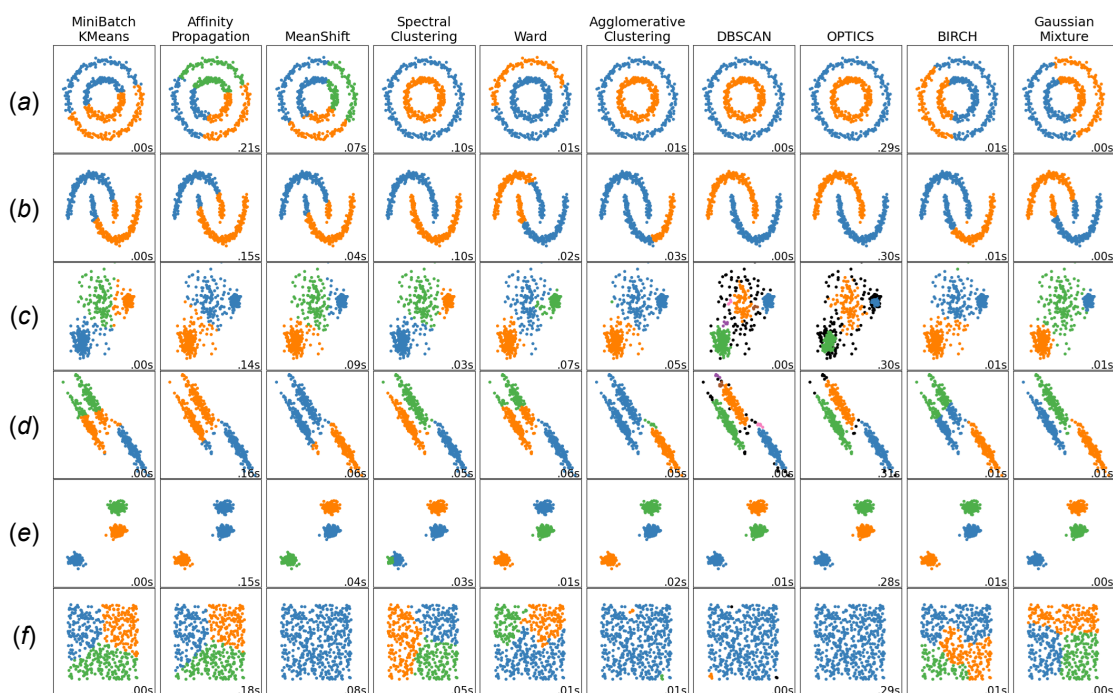 MiniBatch KMeans Affinity Propagation MeanShift Spectral Clustering Ward Agglomerative Clustering DBSCAN OPTICS BIRCH Gaussian Mixture
(a) .00s .21s .07s .10s .01s .01s .00s .29s .01s .00s
(b) .00s .15s .04s .10s .02s .03s .00s .30s .01s .00s
(c) .00s .14s .09s .03s .07s .05s .00s .30s .01s .01s
(d) .00s .16s .06s .05s .06s .05s .00s .31s .01s .01s
(e) .00s .15s .04s .03s .01s .02s .01s .28s .01s .00s
(f) .00s .18s .08s .05s .01s .01s .00s .29s .01s .00s